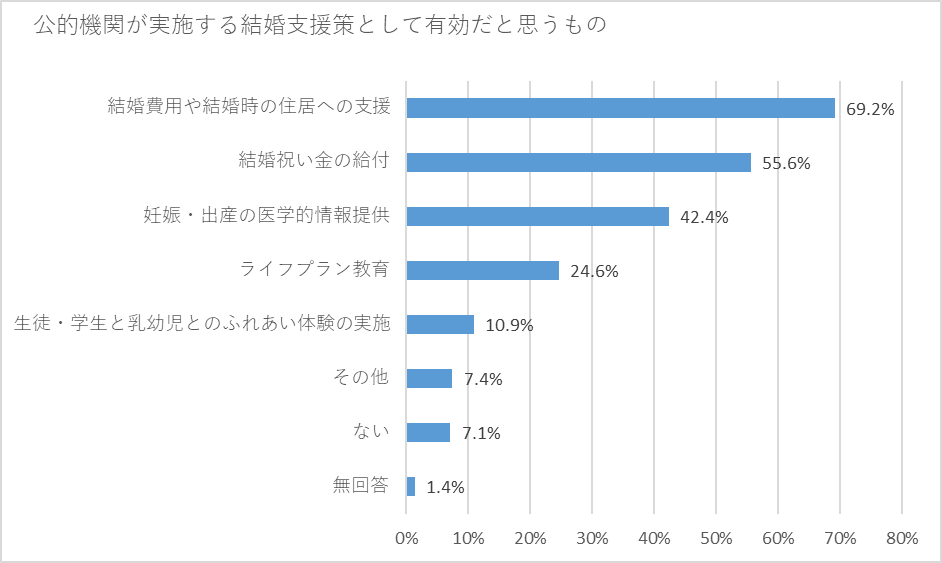 公的機関が実施する結婚支援策として有効だと思うもの
結婚費用や結婚時の住居への支援 69.2%
結婚祝い金の給付 55.6%
妊娠・出産の医学的情報提供 42.4%
ライフプラン教育 24.6%
生徒・学生と乳幼児とのふれあい体験の実施 10.9%
その他 7.4%
ない 7.1%
無回答 1.4%
0% 10% 20% 30% 40% 50% 60% 70% 80%